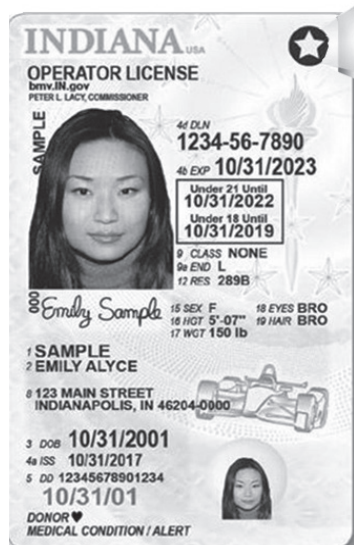 INDIANA USA
OPERATOR LICENSE
bmv.IN.gov
PETER L. LACY, COMMISSIONER
SAMPLE
4d DLN
1234-56-7890
4b EXP 10/31/2023
Under 21 Until
10/31/2022
Under 18 Until
10/31/2019
9 CLASS NONE
9a END L
12 RES 289B
000
Emily Sample
15 SEX F 18 EYES BRO
16 HGT 5'-07" 19 HAIR BRO
17 WGT 150 lb
1 SAMPLE
2 EMILY ALYCE
8 123 MAIN STREET
INDIANAPOLIS, IN 46204-0000
3 DOB 10/31/2001
4a ISS 10/31/2017
5 DD 12345678901234
10/31/01
DONOR♥
MEDICAL CONDITION / ALERT